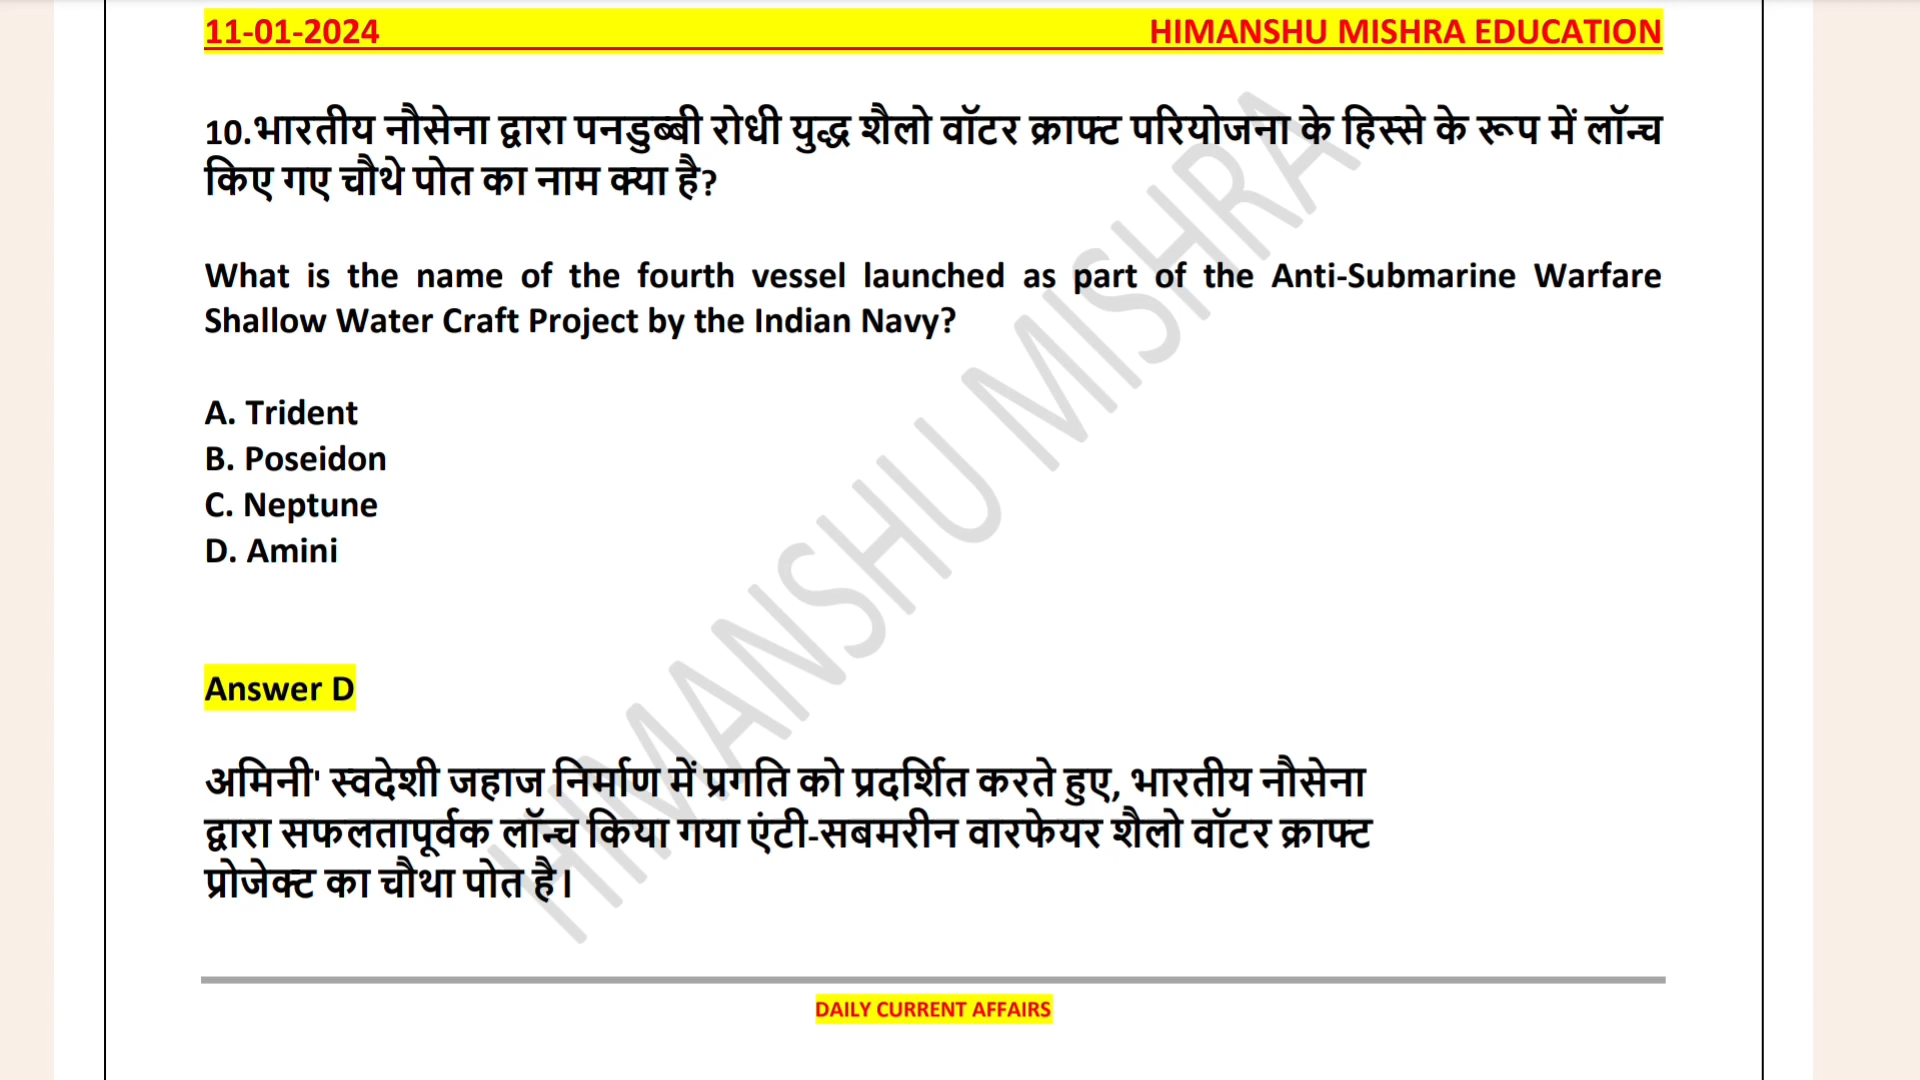 11-01-2024 HIMANSHU MISHRA EDUCATION
10.भारतीय नौसेना द्वारा पनडुब्बी रोधी युद्ध शैलो वॉटर क्राफ्ट परियोजना के हिस्से के रूप में लॉन्च
किए गए चौथे पोत का नाम क्या है?
What is the name of the fourth vessel launched as part of the Anti-Submarine Warfare
Shallow Water Craft Project by the Indian Navy?
A. Trident
B. Poseidon
C. Neptune
D. Amini
Answer D
अमिनी' स्वदेशी जहाज निर्माण में प्रगति को प्रदर्शित करते हुए, भारतीय नौसेना
द्वारा सफलतापूर्वक लॉन्च किया गया एंटी-सबमरीन वारफेयर शैलो वॉटर क्राफ्ट
प्रोजेक्ट का चौथा पोत है।
HIMANSHU MISHRA
DAILY CURRENT AFFAIRS